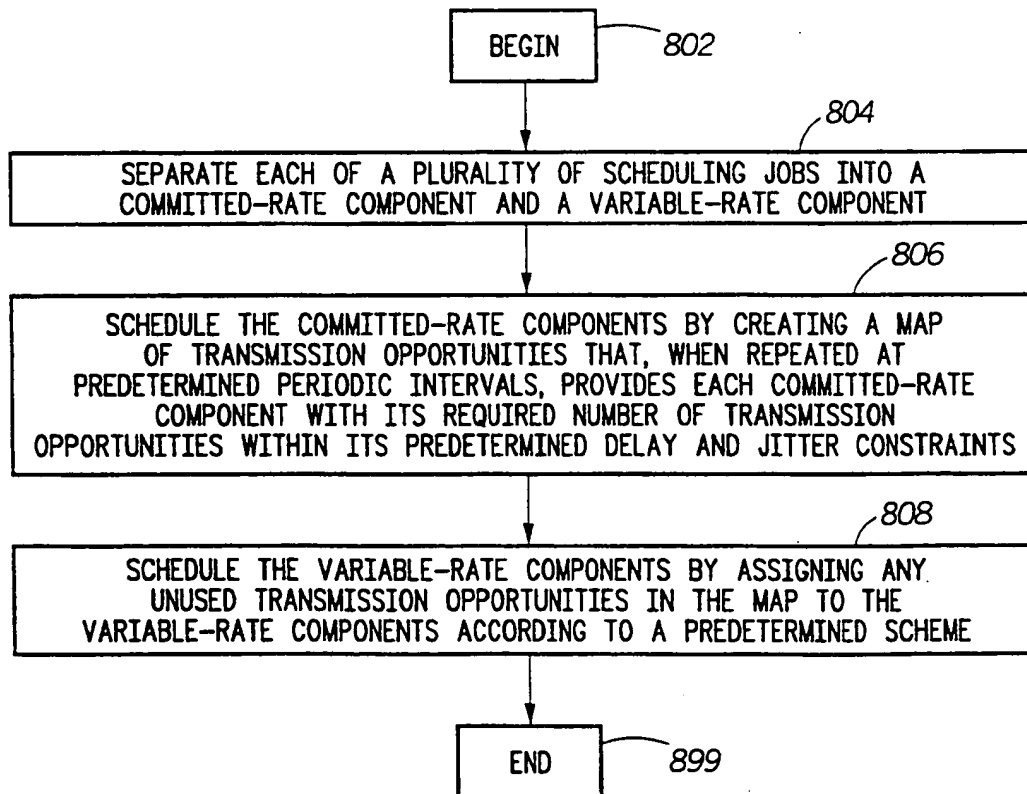 BEGIN
802
804
SEPARATE EACH OF A PLURALITY OF SCHEDULING JOBS INTO A
COMMITTED-RATE COMPONENT AND A VARIABLE-RATE COMPONENT
806
SCHEDULE THE COMMITTED-RATE COMPONENTS BY CREATING A MAP
OF TRANSMISSION OPPORTUNITIES THAT, WHEN REPEATED AT
PREDETERMINED PERIODIC INTERVALS, PROVIDES EACH COMMITTED-RATE
COMPONENT WITH ITS REQUIRED NUMBER OF TRANSMISSION
OPPORTUNITIES WITHIN ITS PREDETERMINED DELAY AND JITTER CONSTRAINTS
808
SCHEDULE THE VARIABLE-RATE COMPONENTS BY ASSIGNING ANY
UNUSED TRANSMISSION OPPORTUNITIES IN THE MAP TO THE
VARIABLE-RATE COMPONENTS ACCORDING TO A PREDETERMINED SCHEME
END
899